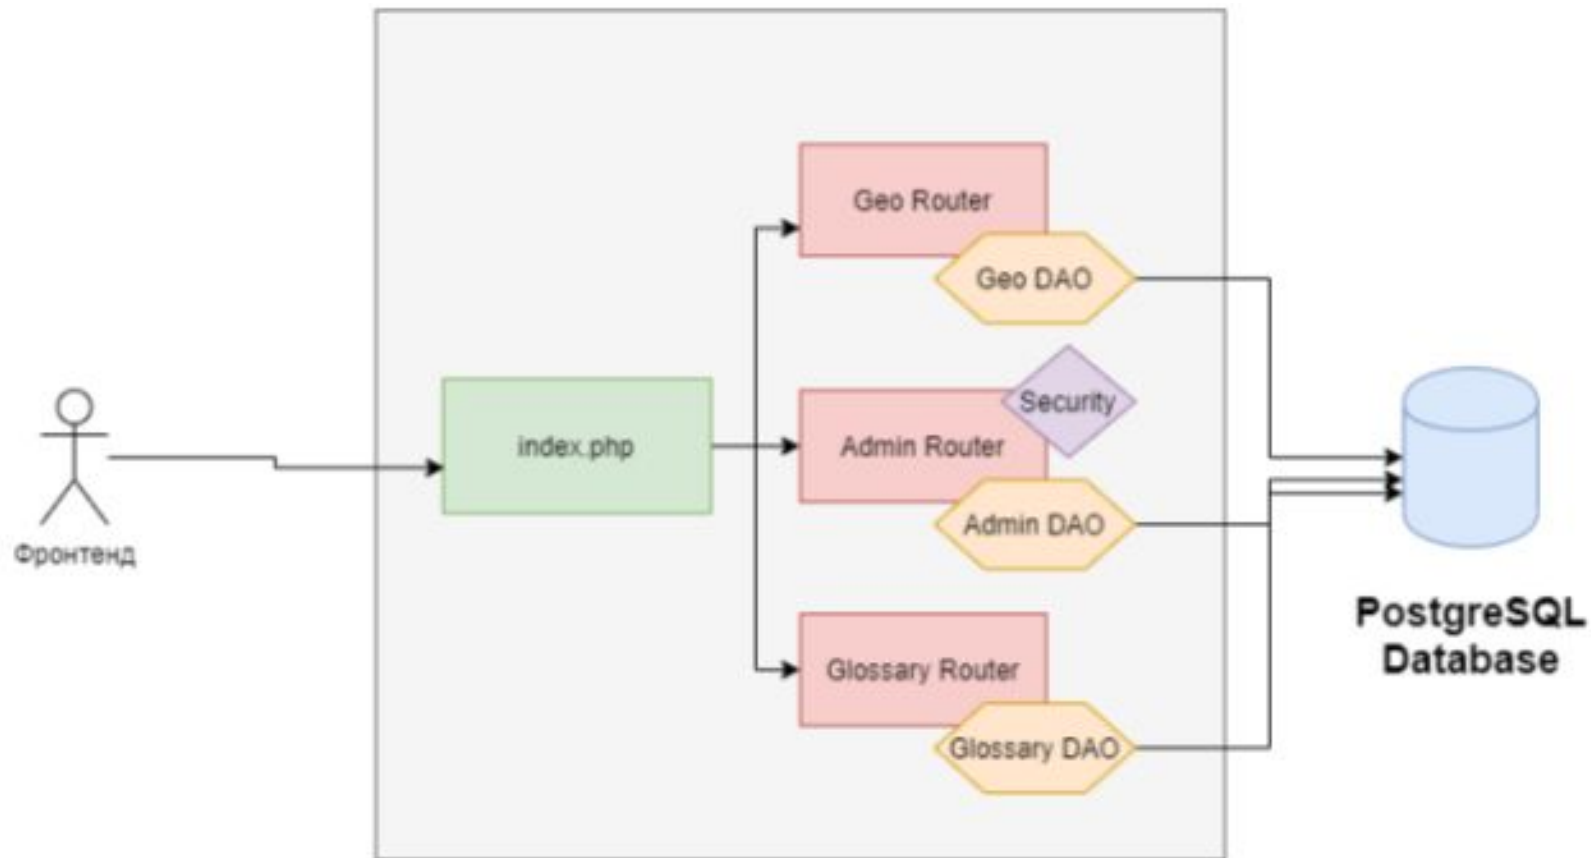 Geo Router
Geo DAO
Security
index.php
Admin Router
Admin DAO
Фронтенд
PostgreSQL
Database
Glossary Router
Glossary DAO